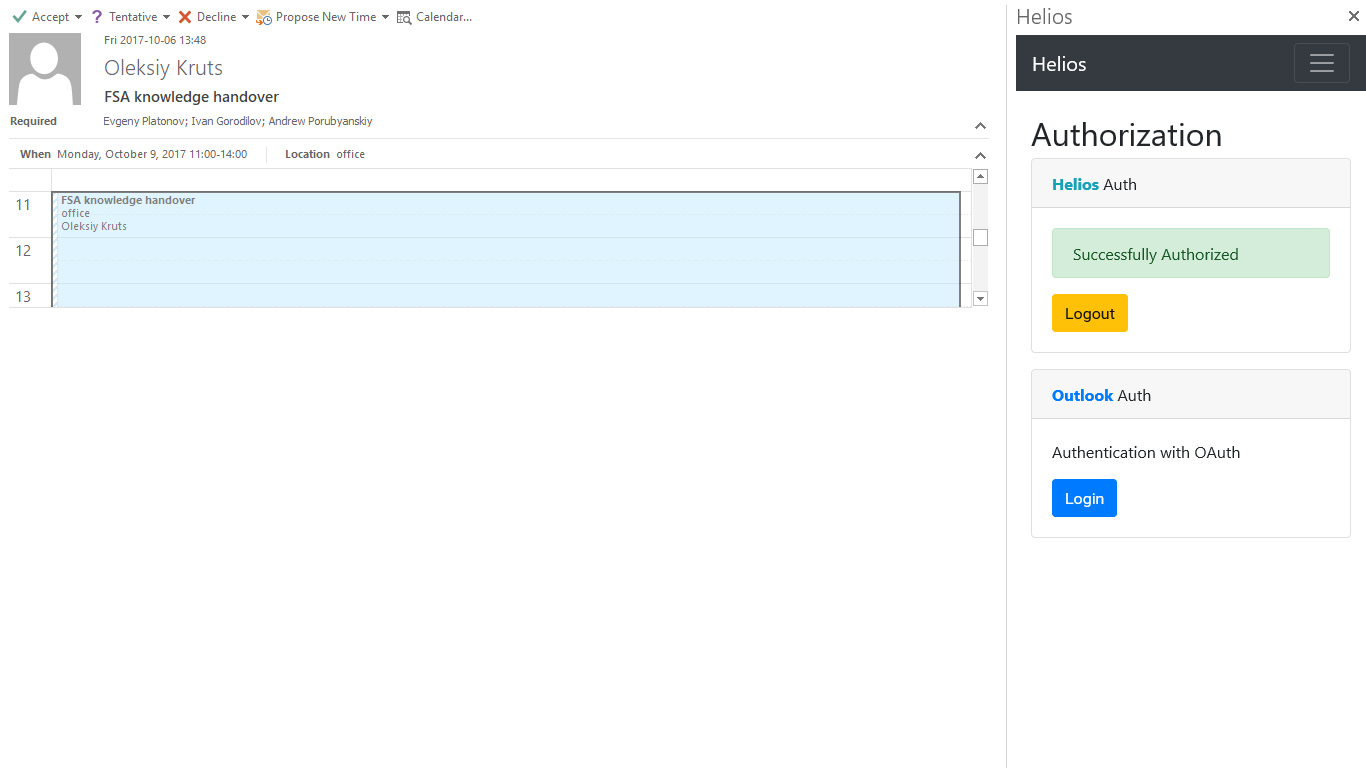 Accept Tentative Decline Propose New Time Calendar...
Fri 2017-10-06 13:48
Oleksiy Kruts
FSA knowledge handover
Required Evgeny Platonov; Ivan Gorodilov; Andrew Porubyanskiy
When Monday, October 9, 2017 11:00-14:00 Location office
11 FSA knowledge handover
office
Oleksiy Kruts
12
13
Helios
Helios
Authorization
Helios Auth
Successfully Authorized
Logout
Outlook Auth
Authentication with OAuth
Login